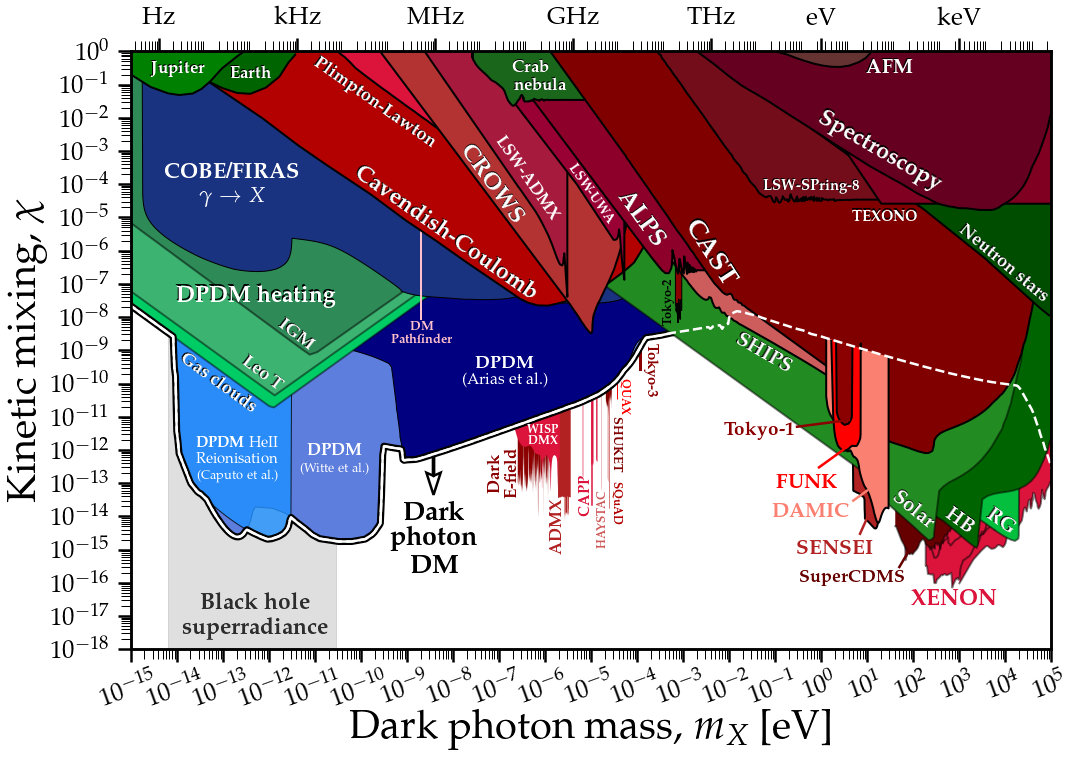 Hz kHz MHz GHz THz eV keV
Kinetic mixing, χ
10^0
10^-1
10^-2
10^-3
10^-4
10^-5
10^-6
10^-7
10^-8
10^-9
10^-10
10^-11
10^-12
10^-13
10^-14
10^-15
10^-16
10^-17
10^-18
Jupiter
Earth
Plimpton-Lawton
Crab
nebula
AFM
Spectroscopy
COBE/FIRAS
γ → X
Cavendish-Coulomb
CROWS
LSW-ADMX
LSW-UWA
ALPS
CAST
LSW-SPring-8
TEXONO
Neutron stars
DPDM heating
IGM
Leo T
Gas clouds
DM
Pathfinder
Tokyo-2
SHIPS
DPDM
(Arias et al.)
Tokyo-3
QUAX
DPDM HeII
Reionisation
(Caputo et al.)
DPDM
(Witte et al.)
WISP
DMX
Dark
E-field
ADMX
CAPP
HAYSTAC
SHUKET
SQuAD
Tokyo-1
FUNK
DAMIC
SENSEI
SuperCDMS
Solar
HB
RG
XENON
Dark
photon
DM
Black hole
superradiance
10^-15 10^-14 10^-13 10^-12 10^-11 10^-10 10^-9 10^-8 10^-7 10^-6 10^-5 10^-4 10^-3 10^-2 10^-1 10^0 10^1 10^2 10^3 10^4 10^5
Dark photon mass, m_X [eV]